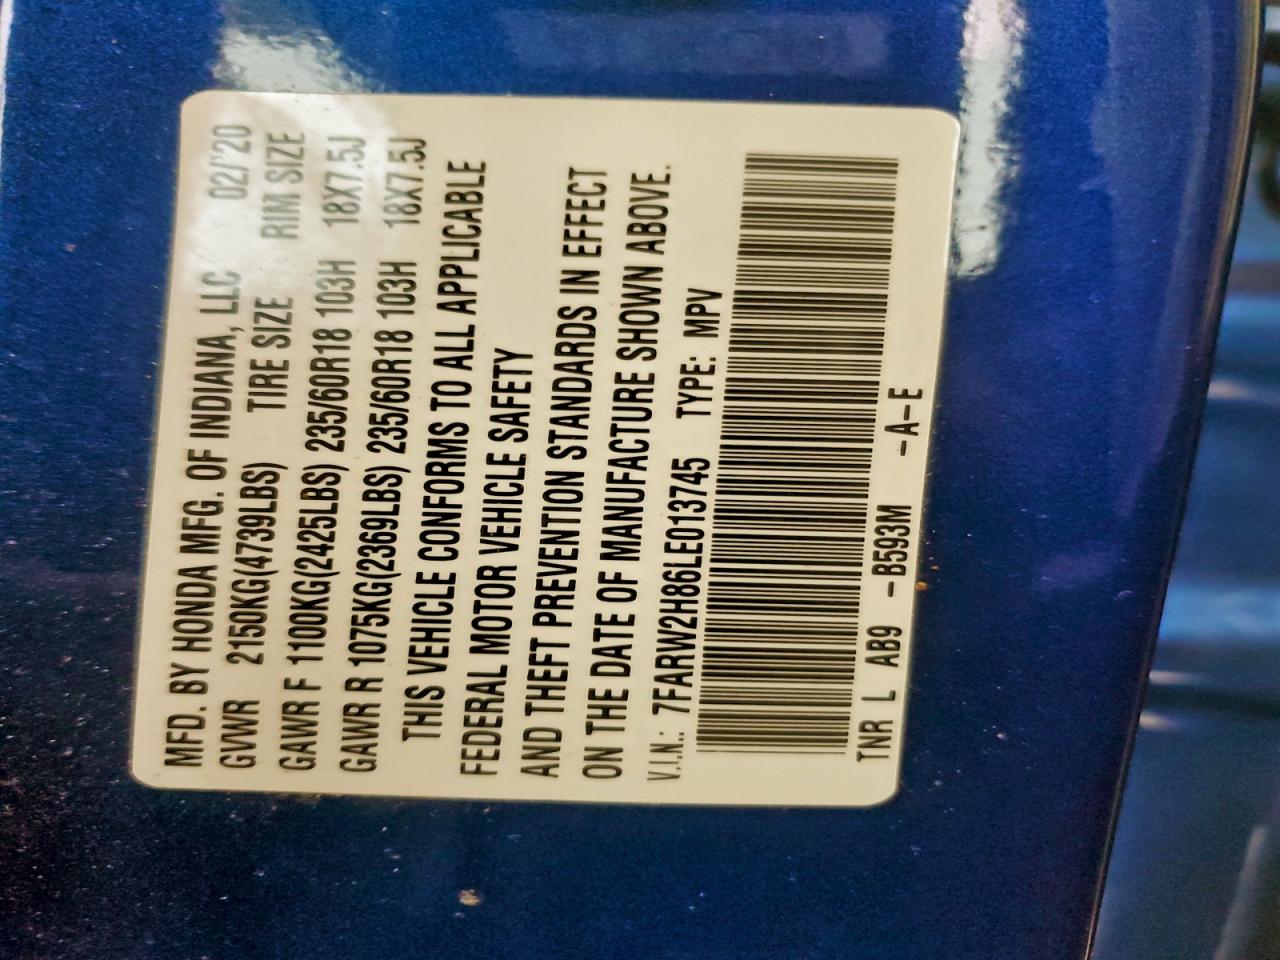 MFD. BY HONDA MFG. OF INDIANA, LLC 02/'20
GVWR 2150KG(4739LBS) TIRE SIZE RIM SIZE
GAWR F 1100KG(2425LBS) 235/60R18 103H 18X7.5J
GAWR R 1075KG(2369LBS) 235/60R18 103H 18X7.5J
THIS VEHICLE CONFORMS TO ALL APPLICABLE
FEDERAL MOTOR VEHICLE SAFETY
AND THEFT PREVENTION STANDARDS IN EFFECT
ON THE DATE OF MANUFACTURE SHOWN ABOVE.
V.I.N.: 7FARW2H86LE013745 TYPE: MPV
TNR L AB9 -B593M -A-E